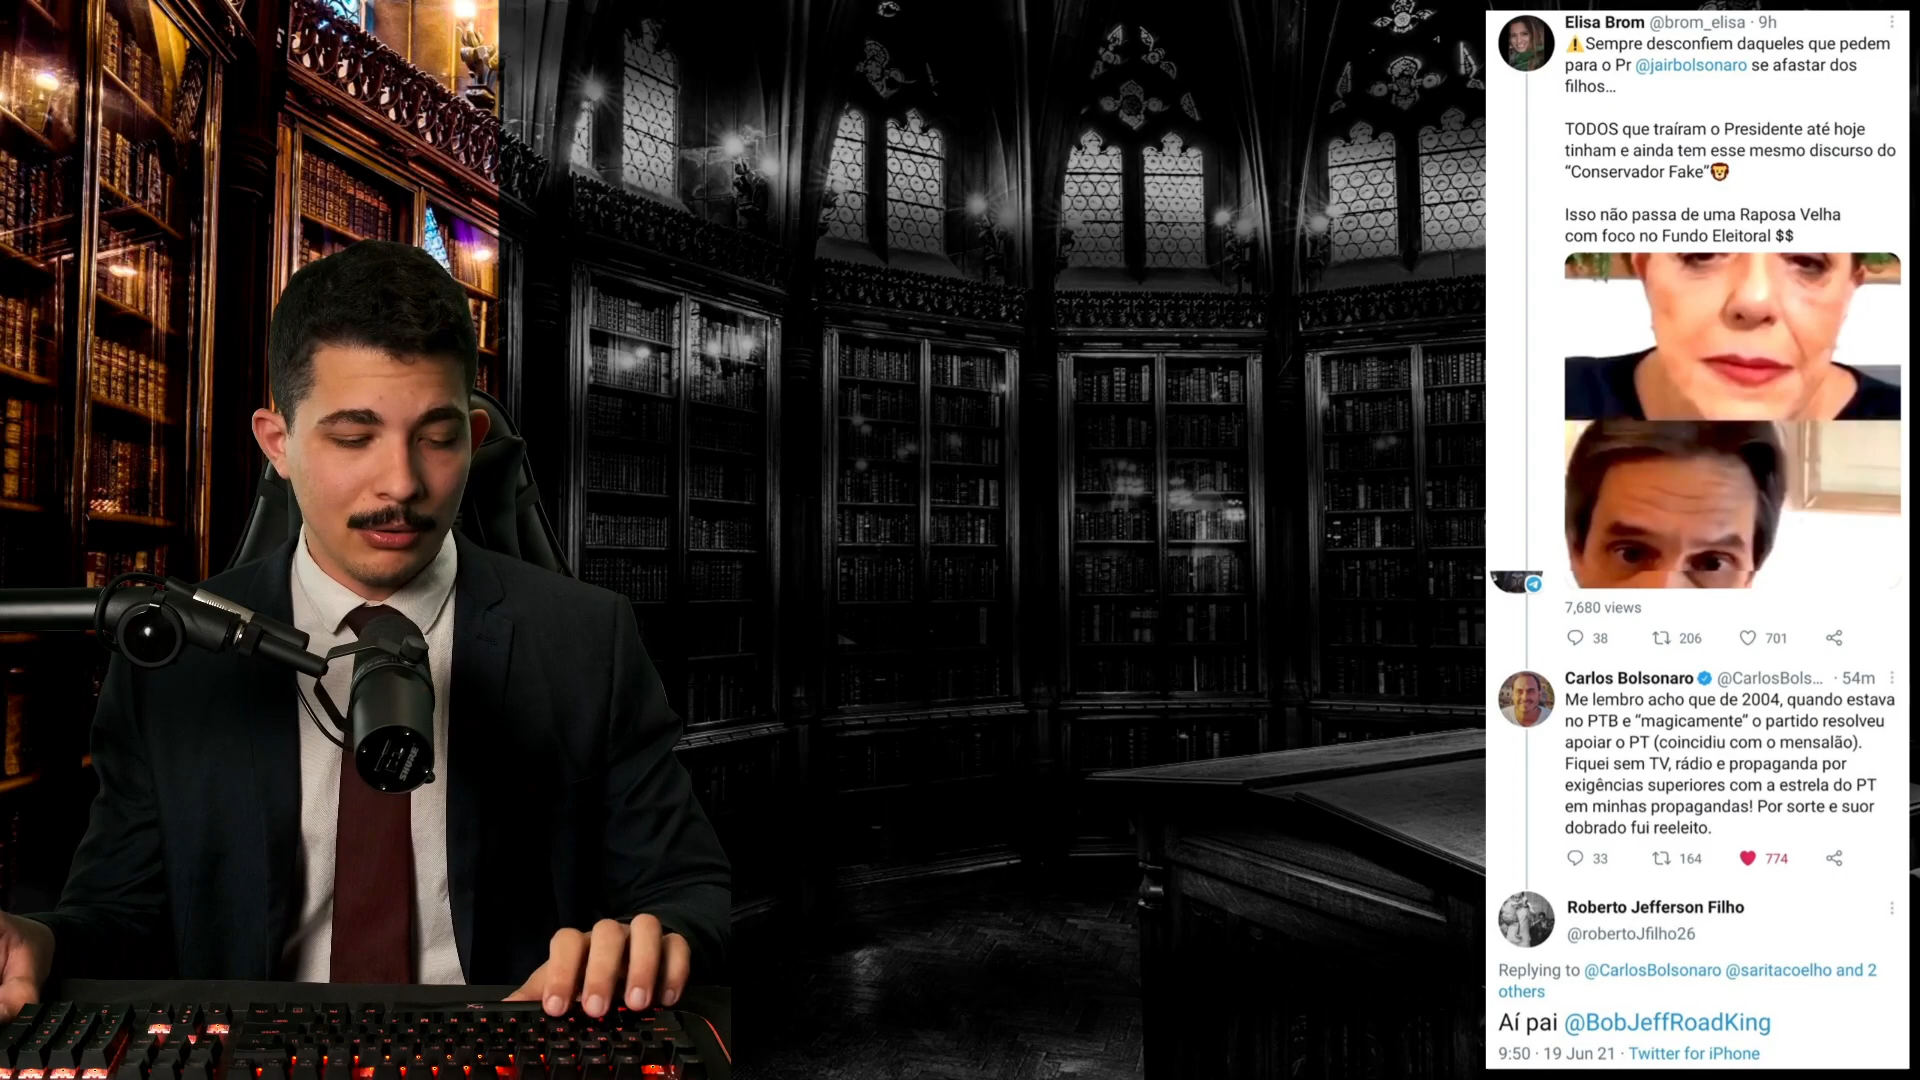 Elisa Brom @brom_elisa · 9h
⚠️Sempre desconfiem daqueles que pedem
para o Pr @jairbolsonaro se afastar dos
filhos...
TODOS que traíram o Presidente até hoje
tinham e ainda tem esse mesmo discurso do
“Conservador Fake”🦁
Isso não passa de uma Raposa Velha
com foco no Fundo Eleitoral $$
7,680 views
38 206 701
Carlos Bolsonaro @CarlosBols... · 54m
Me lembro acho que de 2004, quando estava
no PTB e “magicamente” o partido resolveu
apoiar o PT (coincidiu com o mensalão).
Fiquei sem TV, rádio e propaganda por
exigências superiores com a estrela do PT
em minhas propagandas! Por sorte e suor
dobrado fui reeleito.
33 164 774
Roberto Jefferson Filho
@robertoJfilho26
Replying to @CarlosBolsonaro @saritacoelho and 2
others
Aí pai @BobJeffRoadKing
9:50 · 19 Jun 21 · Twitter for iPhone
SHURE